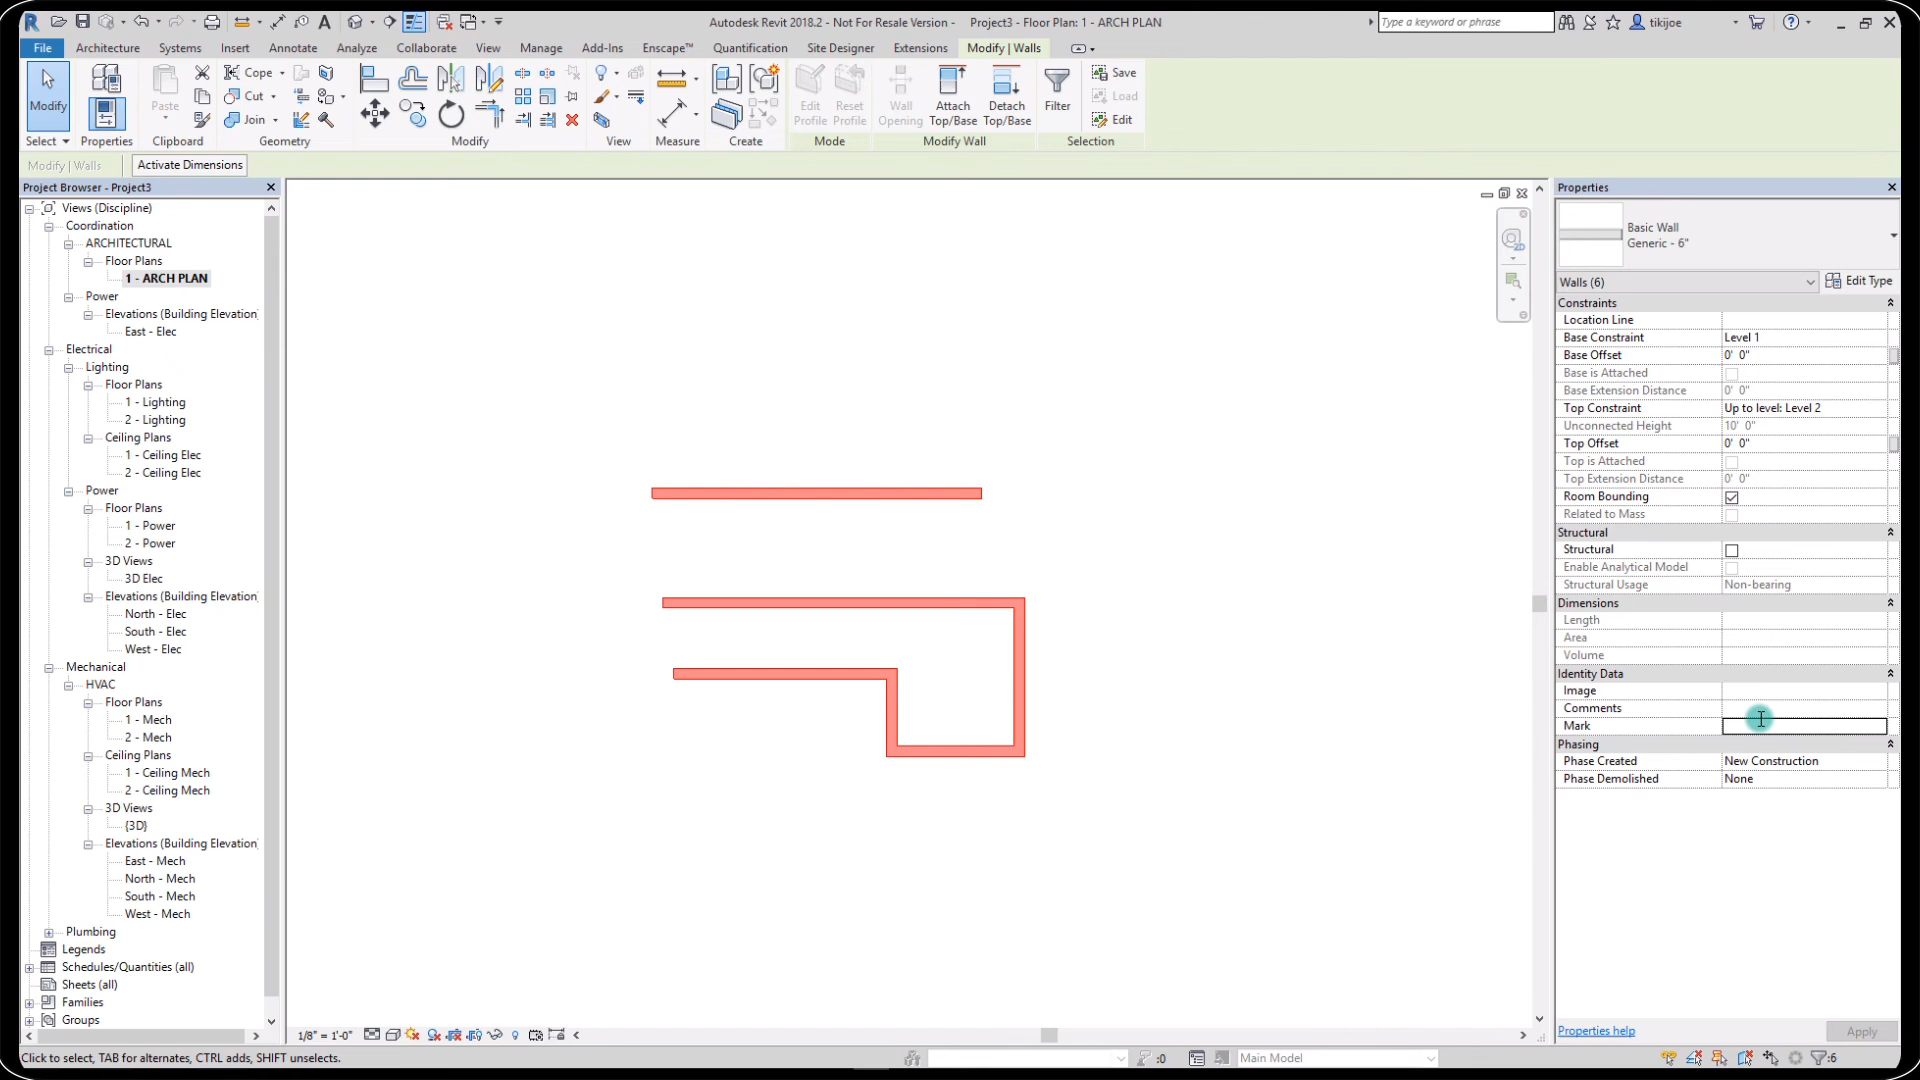 Autodesk Revit 2018.2 - Not For Resale Version - Project3 - Floor Plan: 1 - ARCH PLAN
Type a keyword or phrase
tikijoe
File Architecture Systems Insert Annotate Analyze Collaborate View Manage Add-Ins Enscape™ Quantification Site Designer Extensions Modify | Walls
Modify
Paste
Cope
Cut
Join
Edit Profile
Reset Profile
Wall Opening
Attach Top/Base
Detach Top/Base
Filter
Save
Load
Edit
Select Properties Clipboard Geometry Modify View Measure Create Mode Modify Wall Selection
Modify | Walls
Activate Dimensions
Project Browser - Project3
Views (Discipline)
Coordination
ARCHITECTURAL
Floor Plans
1 - ARCH PLAN
Power
Elevations (Building Elevation)
East - Elec
Electrical
Lighting
Floor Plans
1 - Lighting
2 - Lighting
Ceiling Plans
1 - Ceiling Elec
2 - Ceiling Elec
Power
Floor Plans
1 - Power
2 - Power
3D Views
3D Elec
Elevations (Building Elevation)
North - Elec
South - Elec
West - Elec
Mechanical
HVAC
Floor Plans
1 - Mech
2 - Mech
Ceiling Plans
1 - Ceiling Mech
2 - Ceiling Mech
3D Views
{3D}
Elevations (Building Elevation)
East - Mech
North - Mech
South - Mech
West - Mech
Plumbing
Legends
Schedules/Quantities (all)
Sheets (all)
Families
Groups
2D
Properties
Basic Wall
Generic - 6"
Walls (6)
Edit Type
Constraints
Location Line
Base Constraint Level 1
Base Offset 0' 0"
Base is Attached
Base Extension Distance 0' 0"
Top Constraint Up to level: Level 2
Unconnected Height 10' 0"
Top Offset 0' 0"
Top is Attached
Top Extension Distance 0' 0"
Room Bounding
Related to Mass
Structural
Structural
Enable Analytical Model
Structural Usage Non-bearing
Dimensions
Length
Area
Volume
Identity Data
Image
Comments
Mark
Phasing
Phase Created New Construction
Phase Demolished None
Properties help
Apply
1/8" = 1'-0"
Click to select, TAB for alternates, CTRL adds, SHIFT unselects.
:0
Main Model
:6